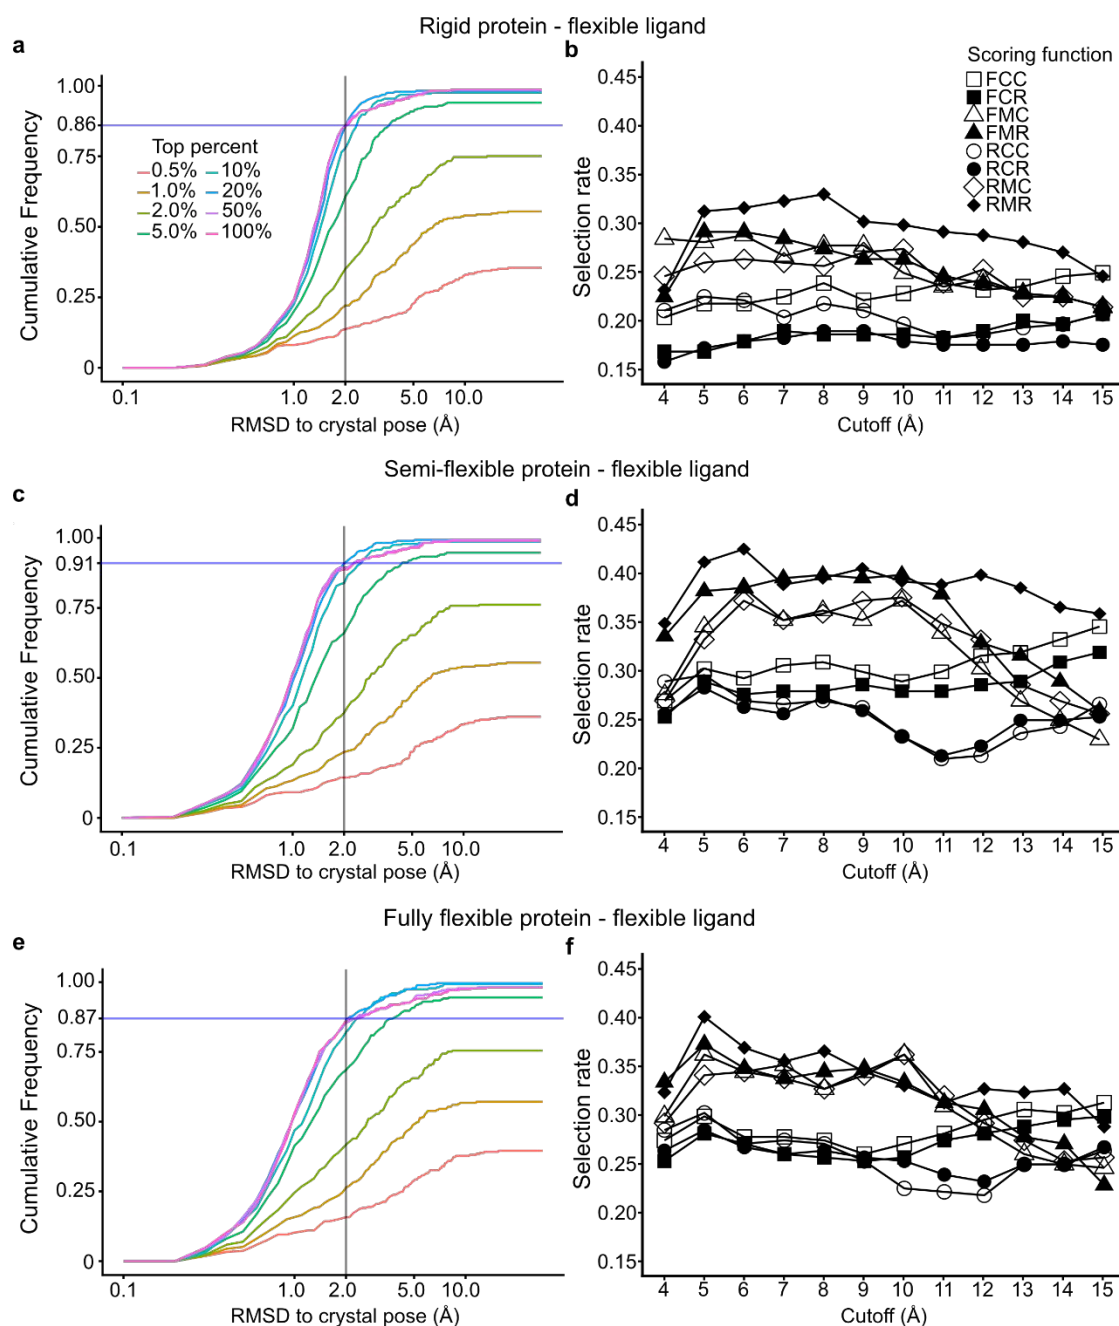 Rigid protein - flexible ligand
a
1.00
0.86
0.75
0.50
0.25
0
Cumulative Frequency
Top percent
0.5% 10%
1.0% 20%
2.0% 50%
5.0% 100%
0.1 1.0 2.0 5.0 10.0
RMSD to crystal pose (Å)
b
Scoring function
FCC
FCR
FMC
FMR
RCC
RCR
RMC
RMR
0.45
0.40
0.35
0.30
0.25
0.20
0.15
Selection rate
4 5 6 7 8 9 10 11 12 13 14 15
Cutoff (Å)
Semi-flexible protein - flexible ligand
c
1.00
0.91
0.75
0.50
0.25
0
Cumulative Frequency
0.1 1.0 2.0 5.0 10.0
RMSD to crystal pose (Å)
d
0.45
0.40
0.35
0.30
0.25
0.20
0.15
Selection rate
4 5 6 7 8 9 10 11 12 13 14 15
Cutoff (Å)
Fully flexible protein - flexible ligand
e
1.00
0.87
0.75
0.50
0.25
0
Cumulative Frequency
0.1 1.0 2.0 5.0 10.0
RMSD to crystal pose (Å)
f
0.45
0.40
0.35
0.30
0.25
0.20
0.15
Selection rate
4 5 6 7 8 9 10 11 12 13 14 15
Cutoff (Å)